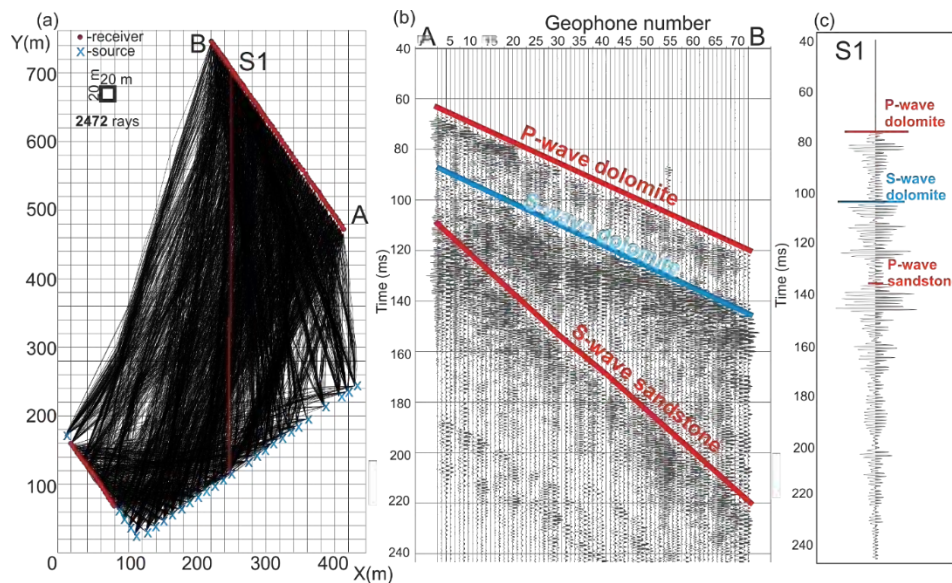 (a)
Y(m)
-receiver
-source
B
S1
A
20 m
20 m
2472 rays
700
600
500
400
300
200
100
0
100
200
300
400 m
X(m)
(b)
Geophone number
A
5 10 15 20 25 30 35 40 45 50 55 60 65 70
B
40
60
80
100
120
140
160
180
200
220
240
Time (ms)
P-wave dolomite
S-wave dolomit
S-wave sandstone
(c)
S1
40
60
80
100
120
140
160
180
200
220
240
Time (ms)
P-wave
dolomite
S-wave
dolomite
P-wave
sandston